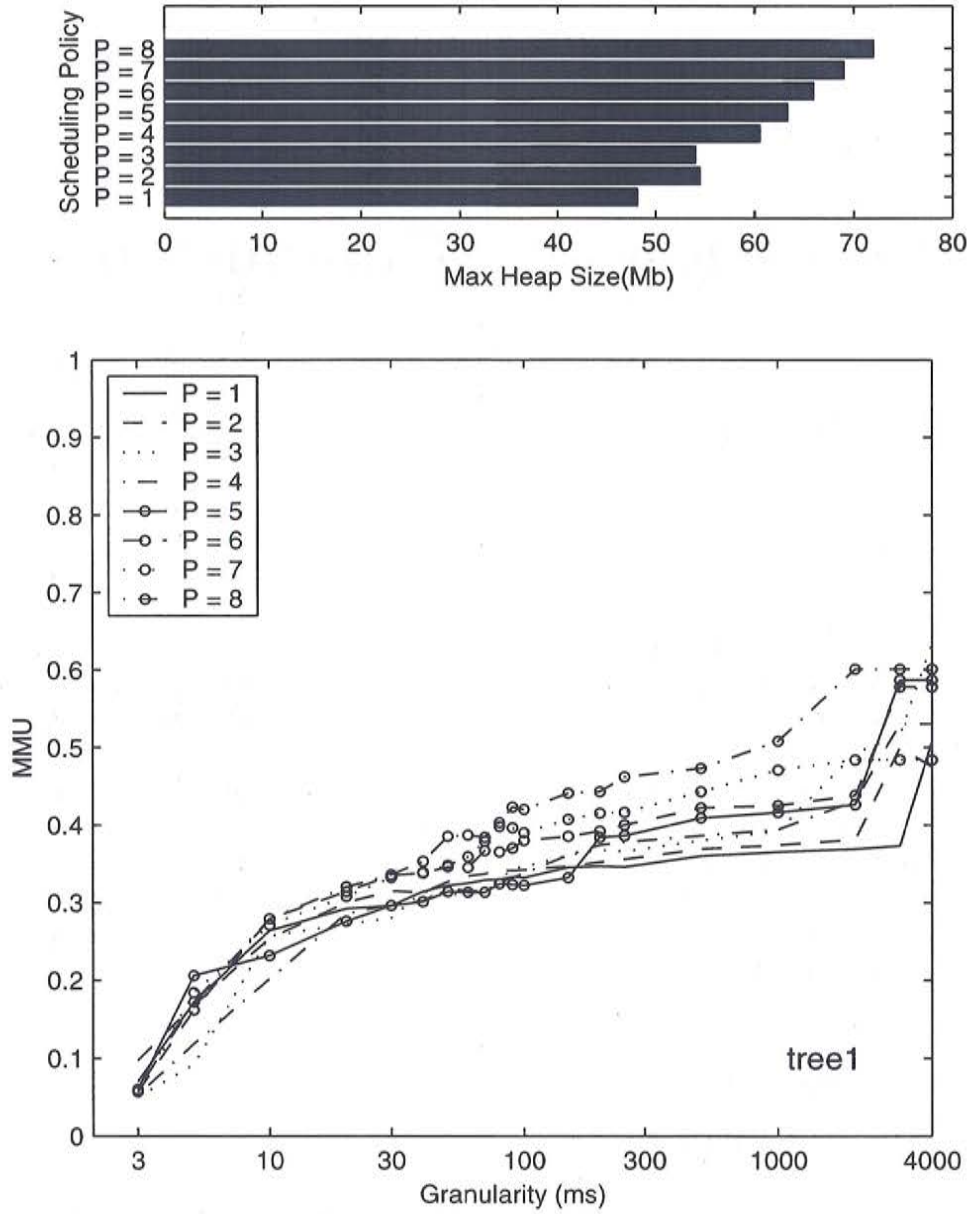 Scheduling Policy
P = 8
P = 7
P = 6
P = 5
P = 4
P = 3
P = 2
P = 1
0 10 20 30 40 50 60 70 80
Max Heap Size(Mb)
1
0.9
0.8
0.7
0.6
0.5
0.4
0.3
0.2
0.1
0
MMU
P = 1
P = 2
P = 3
P = 4
P = 5
P = 6
P = 7
P = 8
tree1
3 10 30 100 300 1000 4000
Granularity (ms)